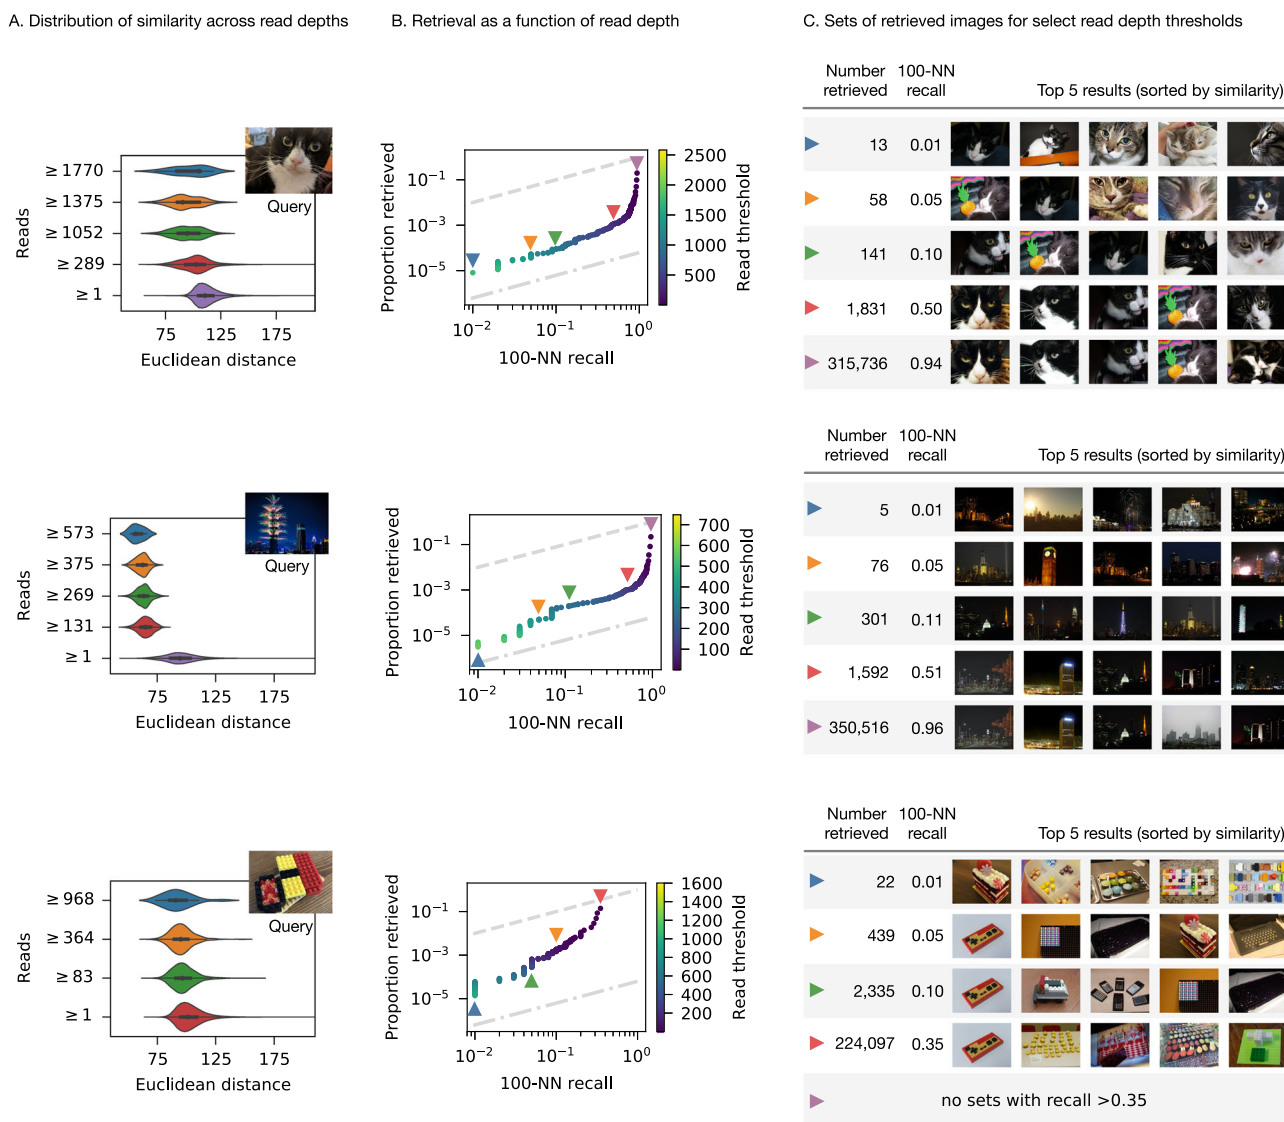 A. Distribution of similarity across read depths
B. Retrieval as a function of read depth
C. Sets of retrieved images for select read depth thresholds
Reads
≥ 1770
≥ 1375
≥ 1052
≥ 289
≥ 1
75 125 175
Euclidean distance
Query
Proportion retrieved
10⁻¹
10⁻³
10⁻⁵
10⁻² 10⁻¹ 10⁰
100-NN recall
2500
2000
1500
1000
500
Read threshold
Number retrieved
100-NN recall
Top 5 results (sorted by similarity)
13 0.01
58 0.05
141 0.10
1,831 0.50
315,736 0.94
≥ 573
≥ 375
≥ 269
≥ 131
≥ 1
75 125 175
Euclidean distance
Query
Proportion retrieved
10⁻¹
10⁻³
10⁻⁵
10⁻² 10⁻¹ 10⁰
100-NN recall
700
600
500
400
300
200
100
Read threshold
Number retrieved
100-NN recall
Top 5 results (sorted by similarity)
5 0.01
76 0.05
301 0.11
1,592 0.51
350,516 0.96
Reads
≥ 968
≥ 364
≥ 83
≥ 1
75 125 175
Euclidean distance
Query
Proportion retrieved
10⁻¹
10⁻³
10⁻⁵
10⁻² 10⁻¹ 10⁰
100-NN recall
1600
1400
1200
1000
800
600
400
200
Read threshold
Number retrieved
100-NN recall
Top 5 results (sorted by similarity)
22 0.01
439 0.05
2,335 0.10
224,097 0.35
no sets with recall >0.35